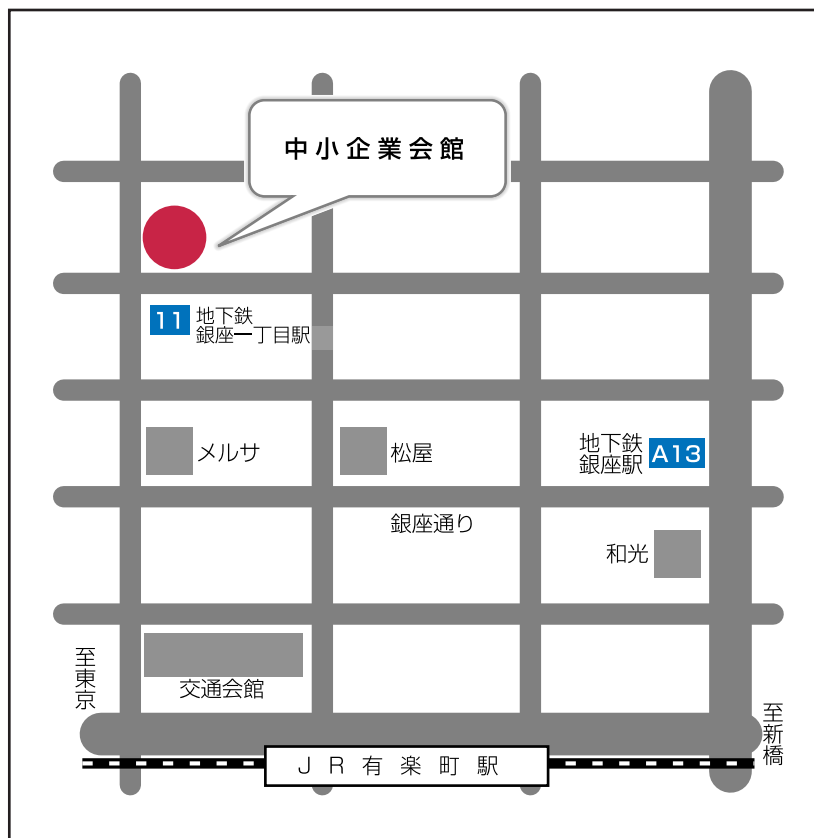 中小企業会館
11
地下鉄
銀座一丁目駅
メルサ
松屋
地下鉄
銀座駅
A13
銀座通り
和光
至東京
交通会館
至新橋
JR有楽町駅